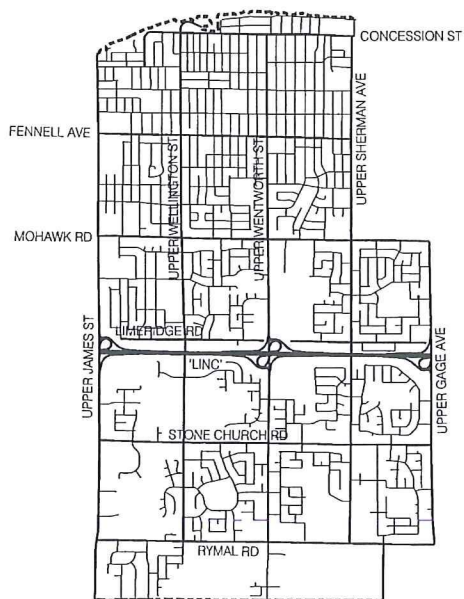 CONCESSION ST
UPPER SHERMAN AVE
FENNELL AVE
UPPER WELLINGTON ST
UPPER WENTWORTH ST
MOHAWK RD
LIMERIDGE RD
UPPER JAMES ST
'LINC'
UPPER GAGE AVE
STONE CHURCH RD
RYMAL RD